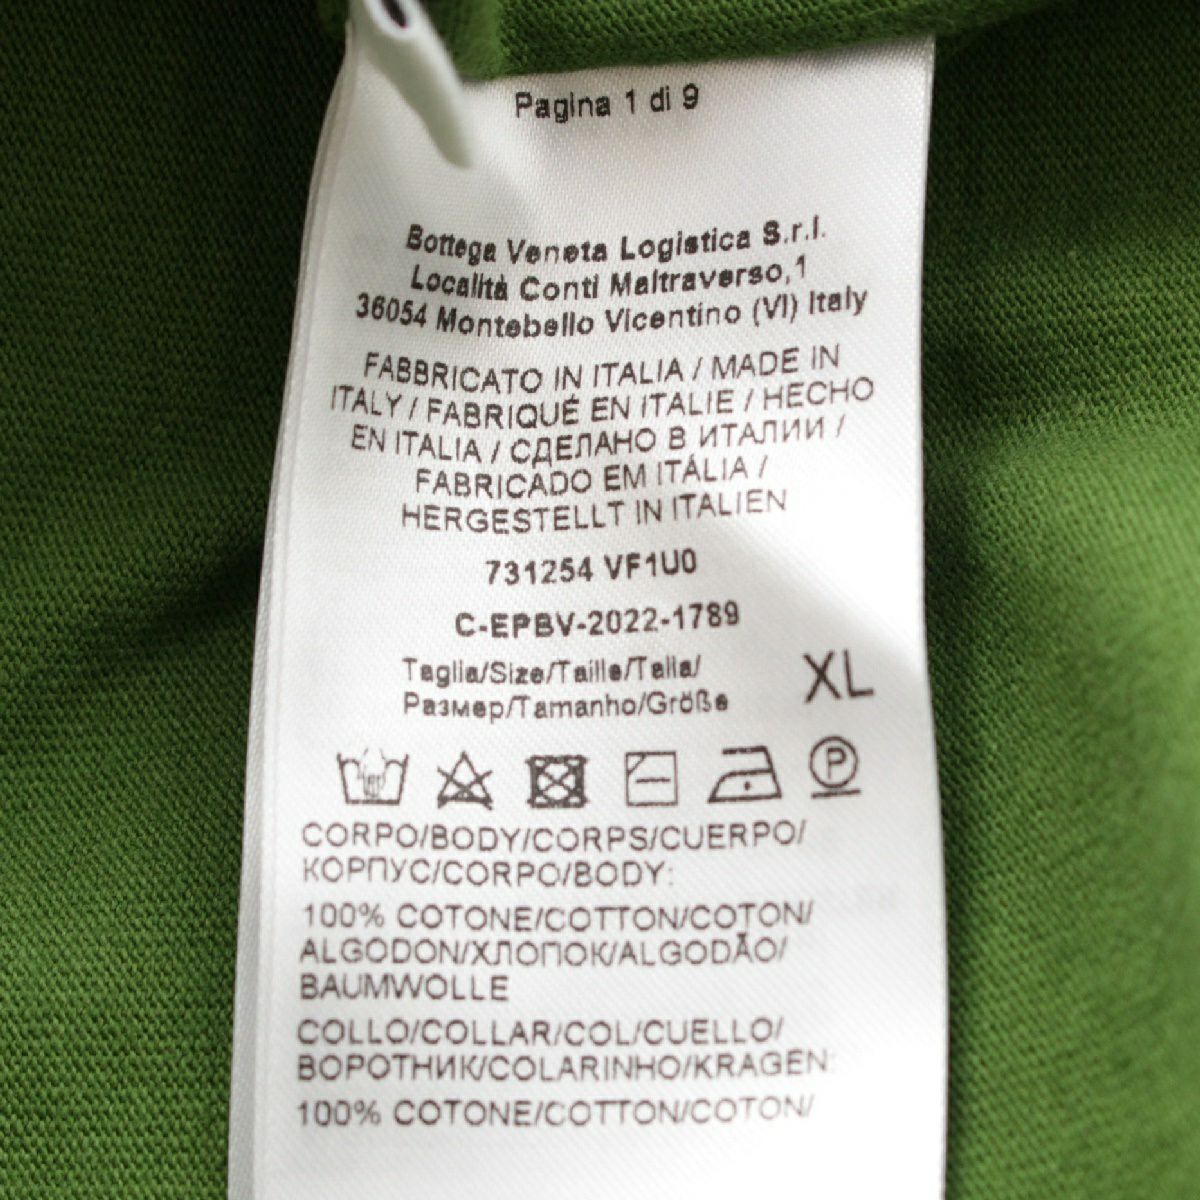 Pagina 1 di 9
Bottega Veneta Logistica S.r.l.
Località Conti Maltraverso,1
36054 Montebello Vicentino (VI) Italy
FABBRICATO IN ITALIA / MADE IN
ITALY / FABRIQUÉ EN ITALIE / HECHO
EN ITALIA / СДЕЛАНО В ИТАЛИИ /
FABRICADO EM ITÁLIA /
HERGESTELLT IN ITALIEN
731254 VF1U0
C-EPBV-2022-1789
Taglia/Size/Taille/Talla/
Размер/Tamanho/Größe
XL
P
CORPO/BODY/CORPS/CUERPO/
КОРПУС/CORPO/BODY:
100% COTONE/COTTON/COTON/
ALGODON/ХЛОПОК/ALGODÃO/
BAUMWOLLE
COLLO/COLLAR/COL/CUELLO/
ВОРОТНИК/COLARINHO/KRAGEN:
100% COTONE/COTTON/COTON/